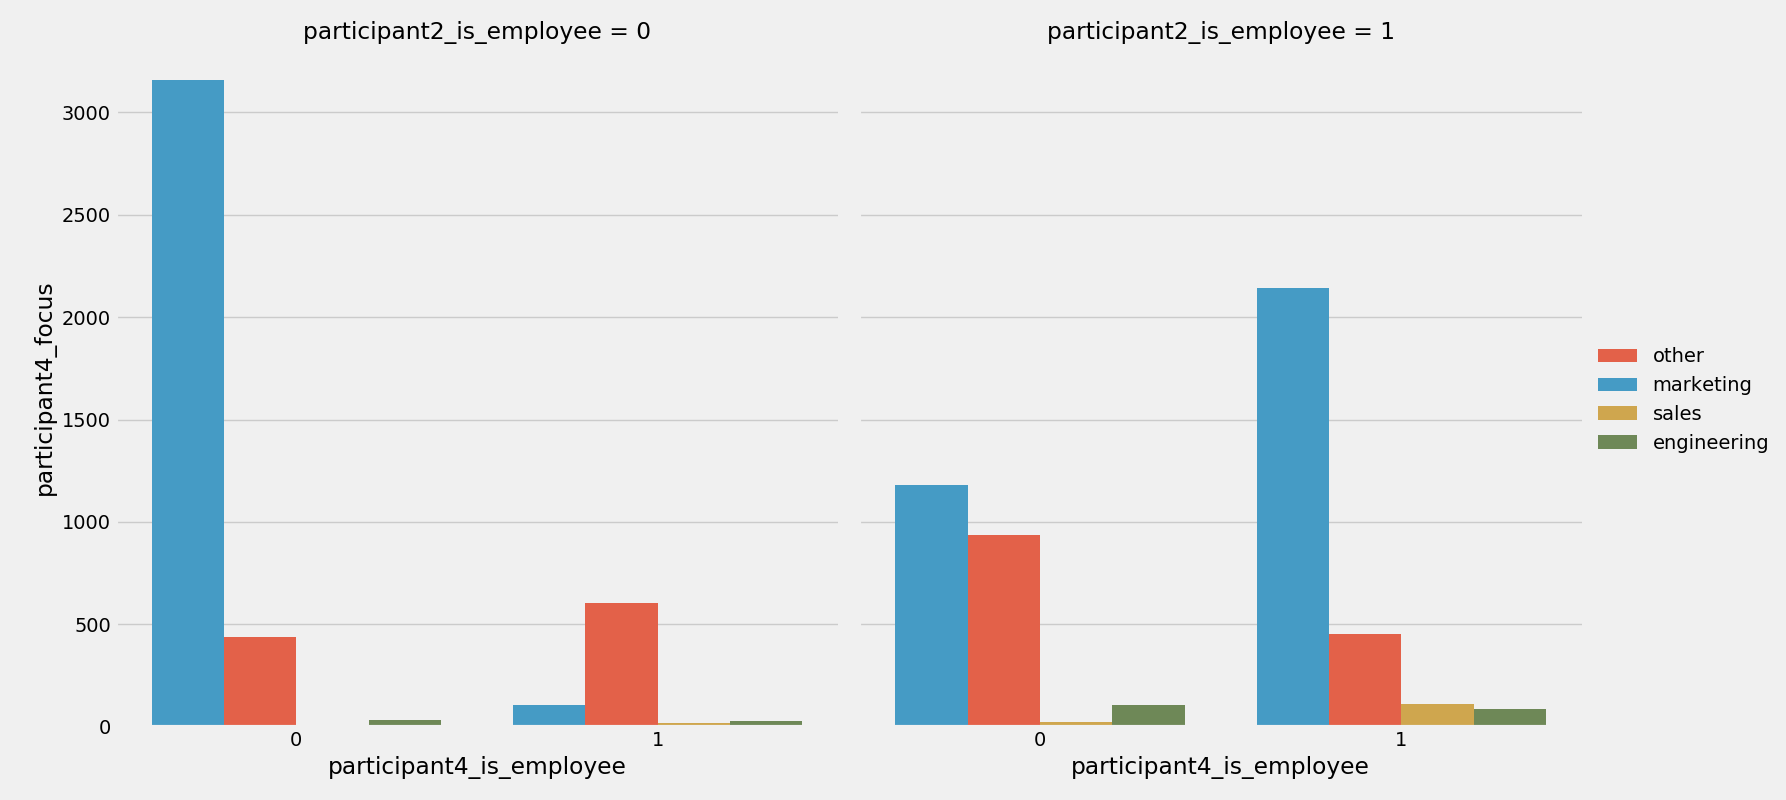 participant2_is_employee = 0
participant2_is_employee = 1
participant4_focus
3000
2500
2000
1500
1000
500
0
0
1
0
1
participant4_is_employee
participant4_is_employee
other
marketing
sales
engineering